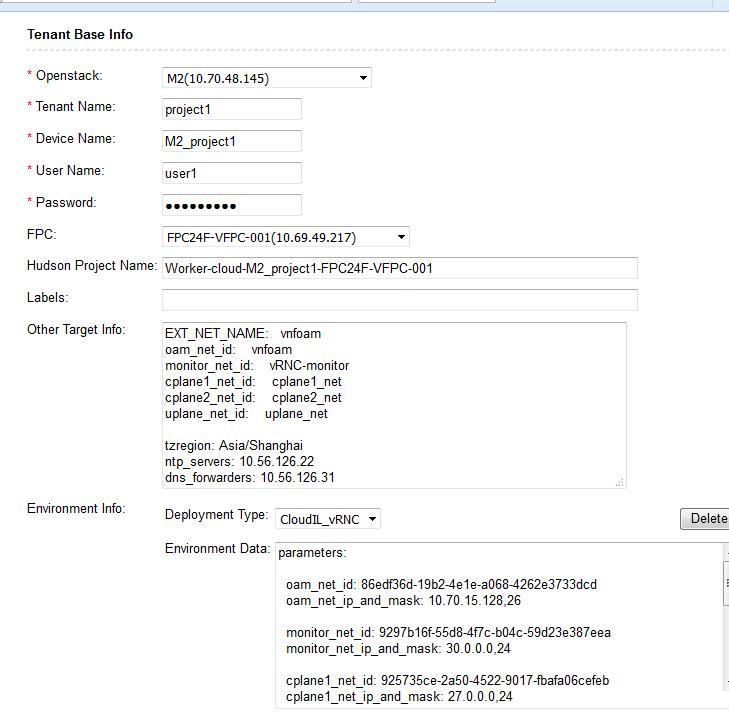 Tenant Base Info
* Openstack: M2(10.70.48.145)
* Tenant Name: project1
* Device Name: M2_project1
* User Name: user1
* Password: ●●●●●●●●●
FPC: FPC24F-VFPC-001(10.69.49.217)
Hudson Project Name: Worker-cloud-M2_project1-FPC24F-VFPC-001
Labels:
Other Target Info: EXT_NET_NAME: vnfoam
oam_net_id: vnfoam
monitor_net_id: vRNC-monitor
cplane1_net_id: cplane1_net
cplane2_net_id: cplane2_net
uplane_net_id: uplane_net
tzregion: Asia/Shanghai
ntp_servers: 10.56.126.22
dns_forwarders: 10.56.126.31
Environment Info: Deployment Type: CloudIL_vRNC Delete
Environment Data: parameters:
oam_net_id: 86edf36d-19b2-4e1e-a068-4262e3733dcd
oam_net_ip_and_mask: 10.70.15.128,26
monitor_net_id: 9297b16f-55d8-4f7c-b04c-59d23e387eea
monitor_net_ip_and_mask: 30.0.0.0,24
cplane1_net_id: 925735ce-2a50-4522-9017-fbafa06cefeb
cplane1_net_ip_and_mask: 27.0.0.0,24